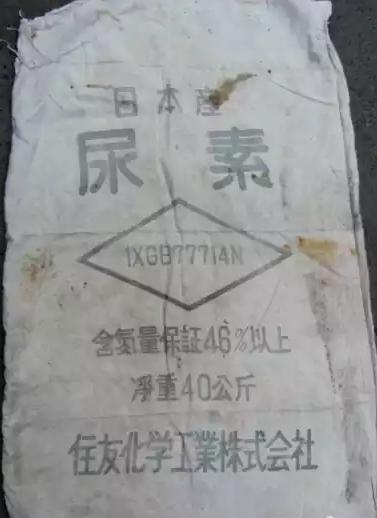 日本産
尿素
1XGB77714N
含氮量保証46%以上
净重40公斤
住友化学工業株式会社